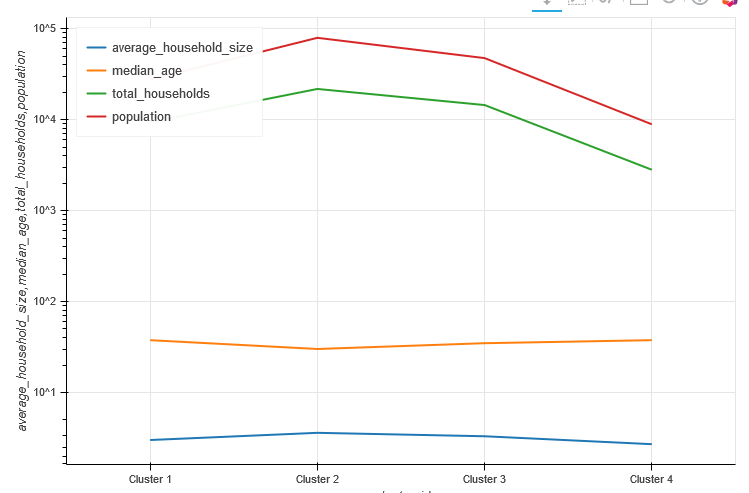 10^5
10^4
10^3
10^2
10^1
average_household_size,median_age,total_households,population
average_household_size
median_age
total_households
population
Cluster 1
Cluster 2
Cluster 3
Cluster 4